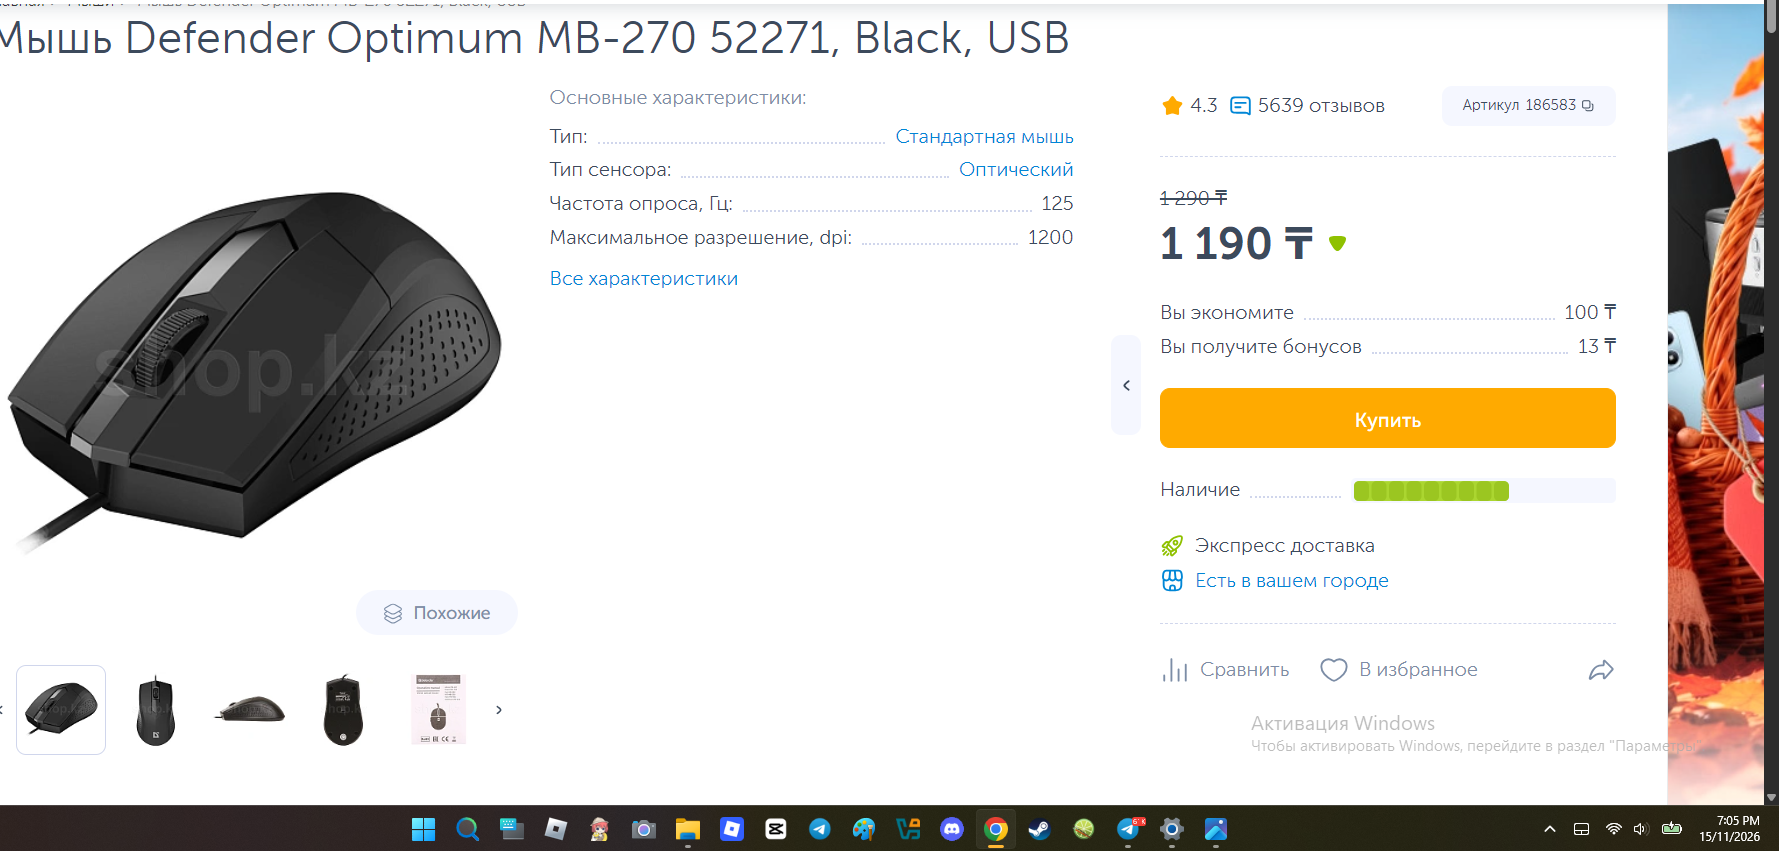 Мышь Defender Optimum MB-270 52271, Black, USB
Основные характеристики:
Тип: Стандартная мышь
Тип сенсора: Оптический
Частота опроса, Гц: 125
Максимальное разрешение, dpi: 1200
Все характеристики
shop.kz
Похожие
4.3 5639 отзывов
Артикул 186583
1 290 ₸
1 190 ₸
Вы экономите 100 ₸
Вы получите бонусов 13 ₸
Купить
Наличие
Экспресс доставка
Есть в вашем городе
Сравнить В избранное
Активация Windows
Чтобы активировать Windows, перейдите в раздел "Параметры
7:05 PM
15/11/2026